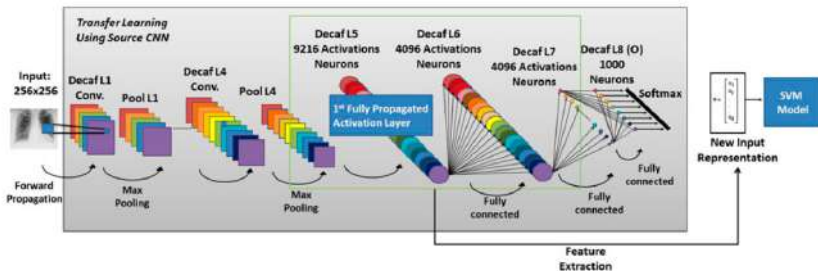 Transfer Learning
Using Source CNN
Input:
256x256
Decaf L1
Conv.
Pool L1
Decaf L4
Conv.
Pool L4
Decaf L5
9216 Activations
Neurons
Decaf L6
4096 Activations
Neurons
Decaf L7
4096 Activations
Neurons
Decaf L8 (O)
1000
Neurons
Softmax
1st Fully Propagated
Activation Layer
SVM
Model
New Input
Representation
Forward
Propagation
Max
Pooling
Max
Pooling
Fully
connected
Fully
connected
Fully
connected
Feature
Extraction